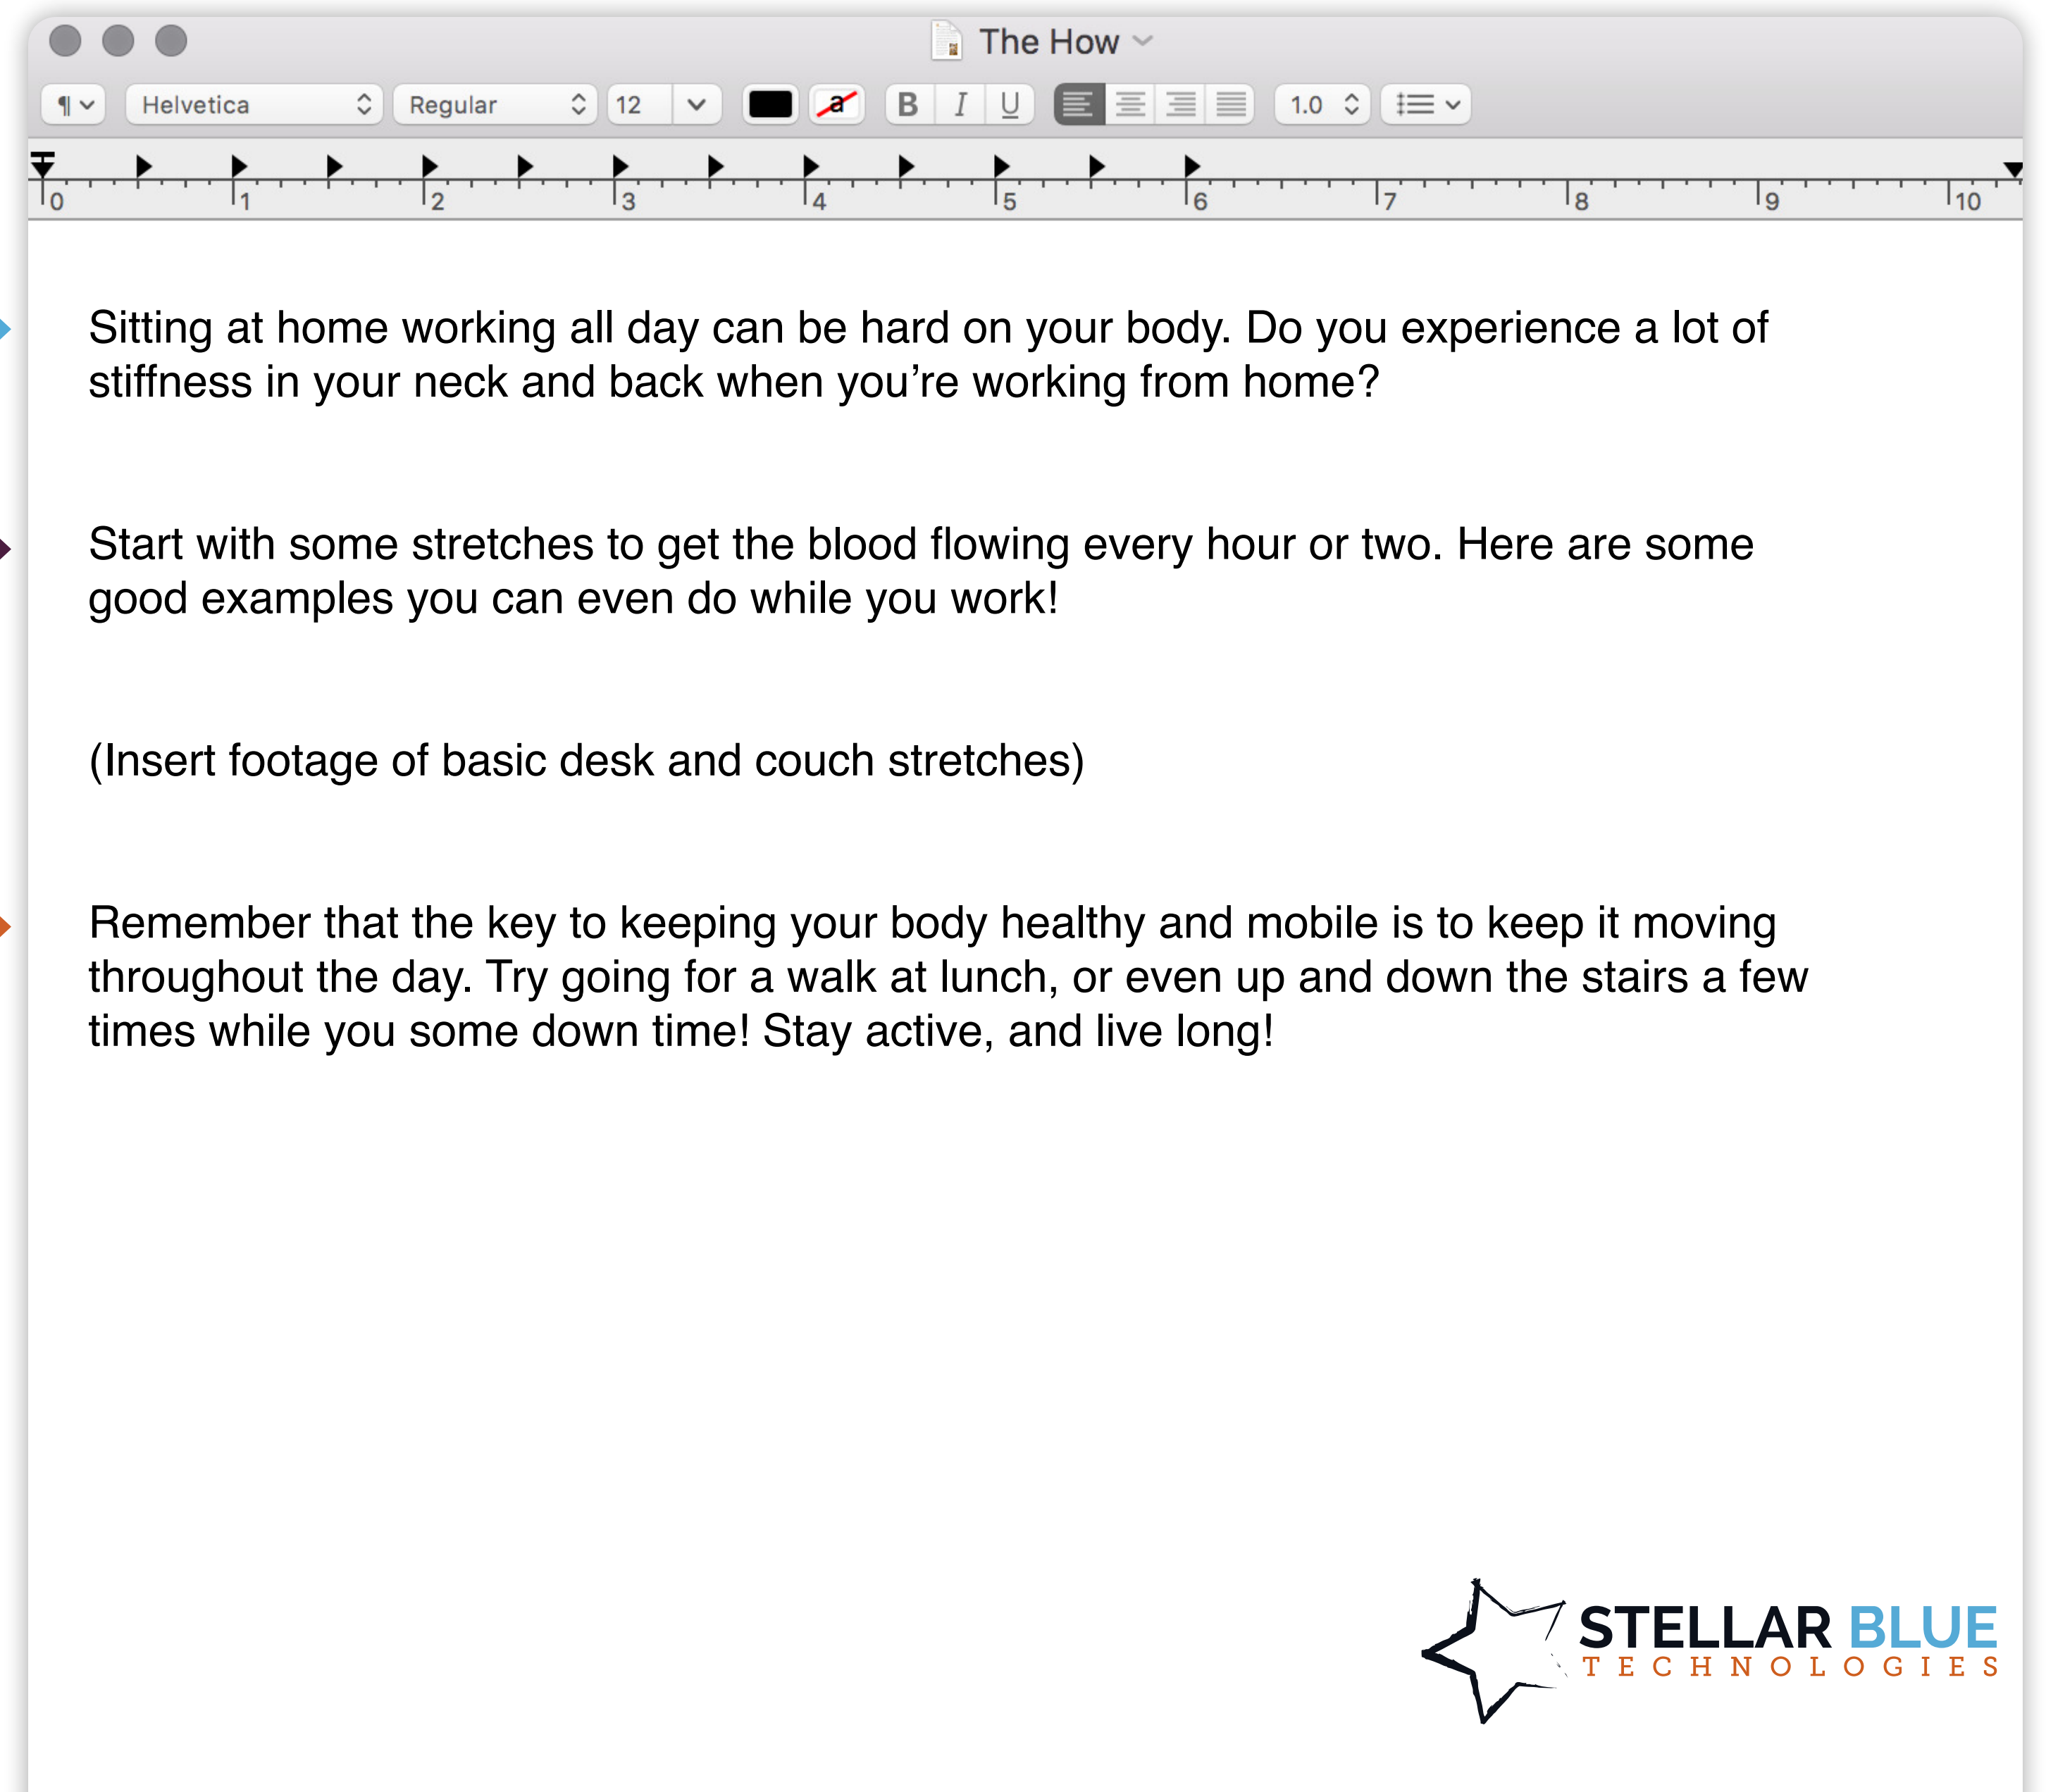 The How
¶
Helvetica
Regular
12
a
B I U
1.0
0 1 2 3 4 5 6 7 8 9 10
Sitting at home working all day can be hard on your body. Do you experience a lot of
stiffness in your neck and back when you’re working from home?
Start with some stretches to get the blood flowing every hour or two. Here are some
good examples you can even do while you work!
(Insert footage of basic desk and couch stretches)
Remember that the key to keeping your body healthy and mobile is to keep it moving
throughout the day. Try going for a walk at lunch, or even up and down the stairs a few
times while you some down time! Stay active, and live long!
STELLAR BLUE
TECHNOLOGIES